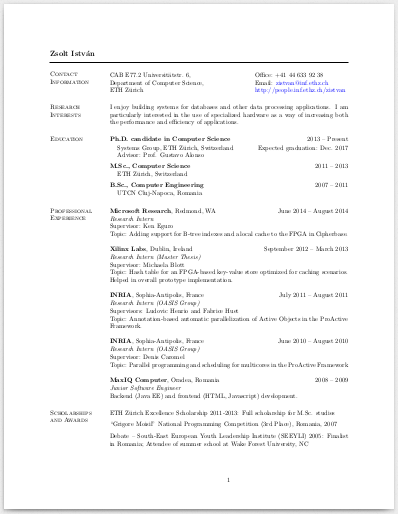 Zsolt István
Contact Information
CAB E77.2 Universitätstr. 6,
Department of Computer Science,
ETH Zürich
Office: +41 44 633 92 38
Email: zistvan@inf.ethz.ch
http://people.inf.ethz.ch/zistvan
Research Interests
I enjoy building systems for databases and other data processing applications. I am
particularly interested in the use of specialized hardware as a way of increasing both
the performance and efficiency of applications.
Education
Ph.D. candidate in Computer Science 2013 – Present
Systems Group, ETH Zürich, Switzerland Expected graduation: Dec. 2017
Advisor: Prof. Gustavo Alonso
M.Sc., Computer Science 2011 – 2013
ETH Zürich, Switzerland
B.Sc., Computer Engineering 2007 – 2011
UTCN Cluj-Napoca, Romania
Professional Experience
Microsoft Research, Redmond, WA June 2014 – August 2014
Research Intern
Supervisor: Ken Eguro
Topic: Adding support for B-tree indexes and a local cache to the FPGA in Cipherbase.
Xilinx Labs, Dublin, Ireland September 2012 – March 2013
Research Intern (Master Thesis)
Supervisor: Michaela Blott
Topic: Hash table for an FPGA-based key-value store optimized for caching scenarios.
Helped in overall prototype implementation.
INRIA, Sophia-Antipolis, France July 2011 – August 2011
Research Intern (OASIS Group)
Supervisors: Ludovic Henrio and Fabrice Huet
Topic: Annotation-based automatic parallelization of Active Objects in the ProActive
Framework.
INRIA, Sophia-Antipolis, France June 2010 – August 2010
Research Intern (OASIS Group)
Supervisor: Denis Caromel
Topic: Parallel programming and scheduling for multicores in the ProActive Framework
MaxIQ Computer, Oradea, Romania 2008 – 2009
Junior Software Engineer
Backend (Java EE) and frontend (HTML, Javascript) development.
Scholarships and Awards
ETH Zürich Excellence Scholarship 2011-2013: Full scholarship for M.Sc. studies
"Grigore Moisil" National Programming Competition (3rd Place), Romania, 2007
Debate – South-East European Youth Leadership Institute (SEEYLI) 2005: Finalist
in Romania; Attendee of summer school at Wake Forest University, NC
1